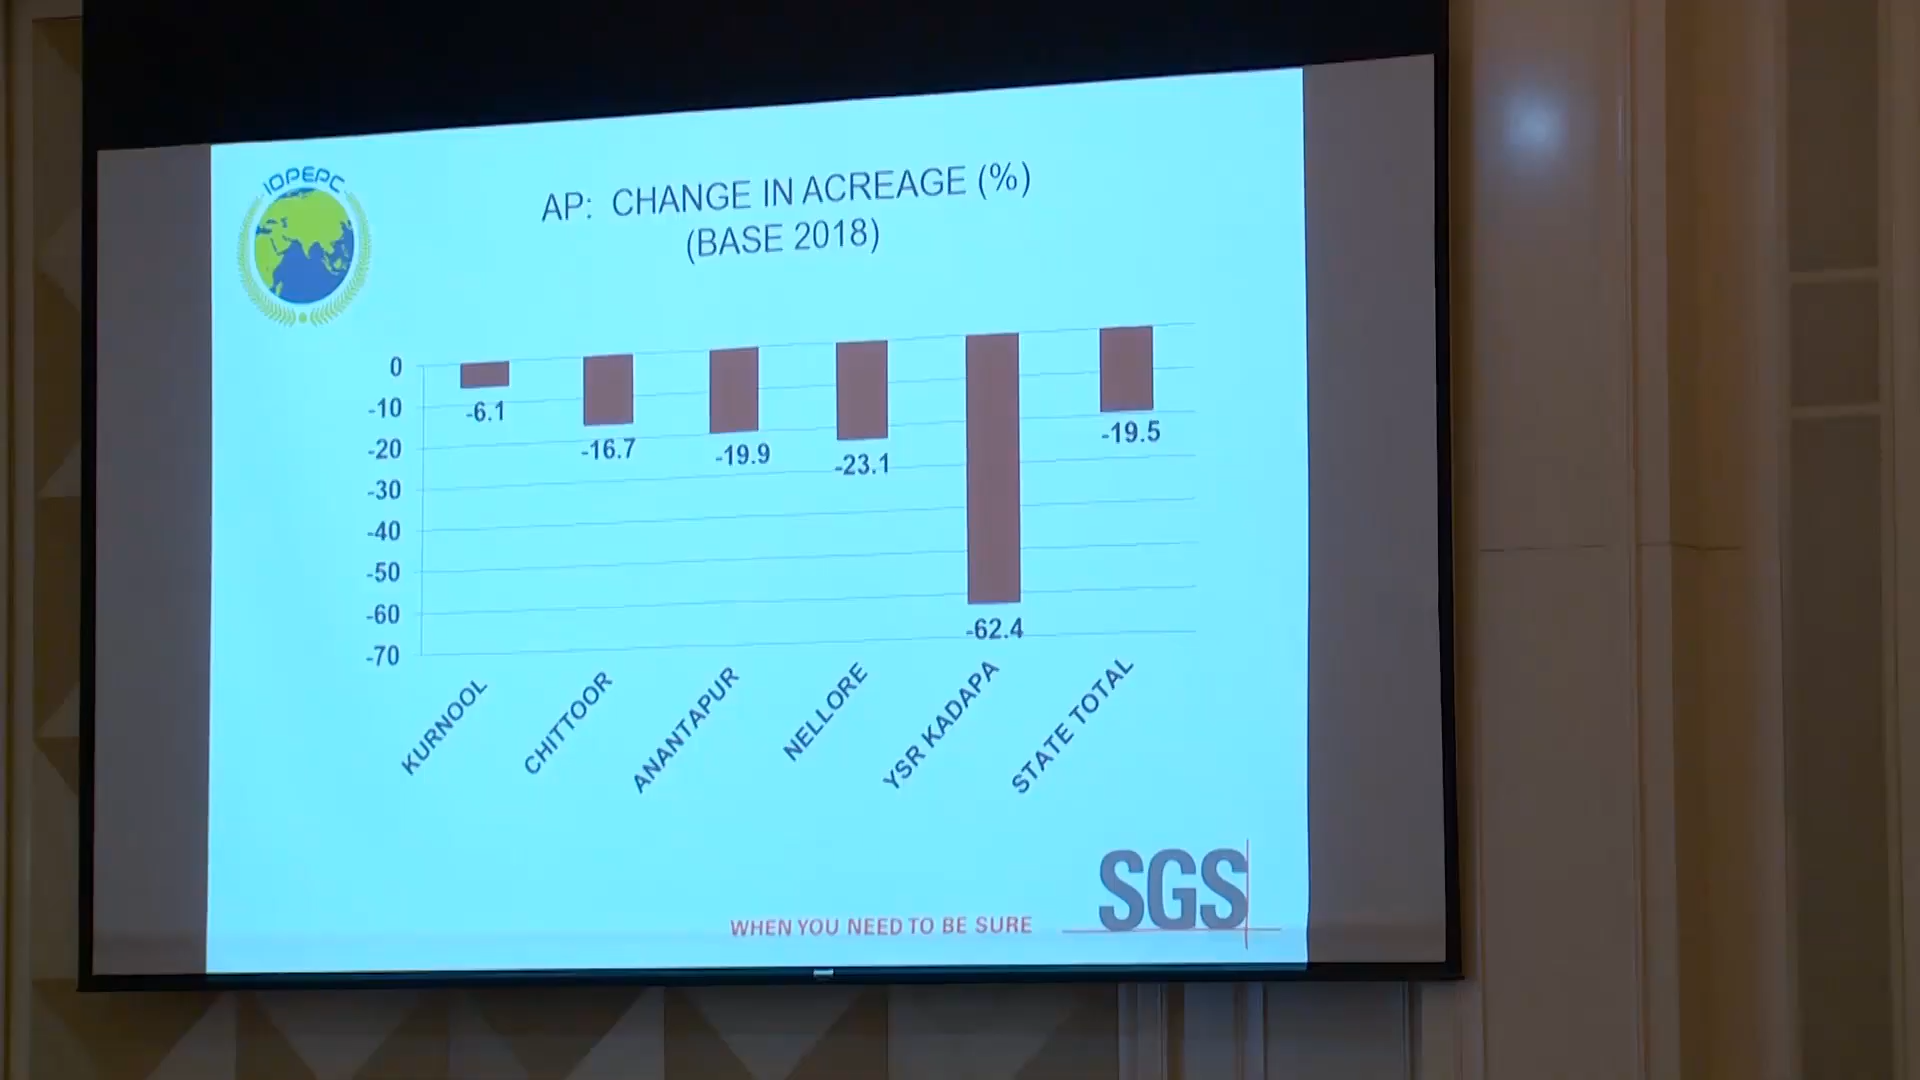 IOPEPC
AP: CHANGE IN ACREAGE (%)
(BASE 2018)
0
-10
-20
-30
-40
-50
-60
-70
-6.1
-16.7
-19.9
-23.1
-62.4
-19.5
KURNOOL
CHITTOOR
ANANTAPUR
NELLORE
YSR KADAPA
STATE TOTAL
WHEN YOU NEED TO BE SURE
SGS